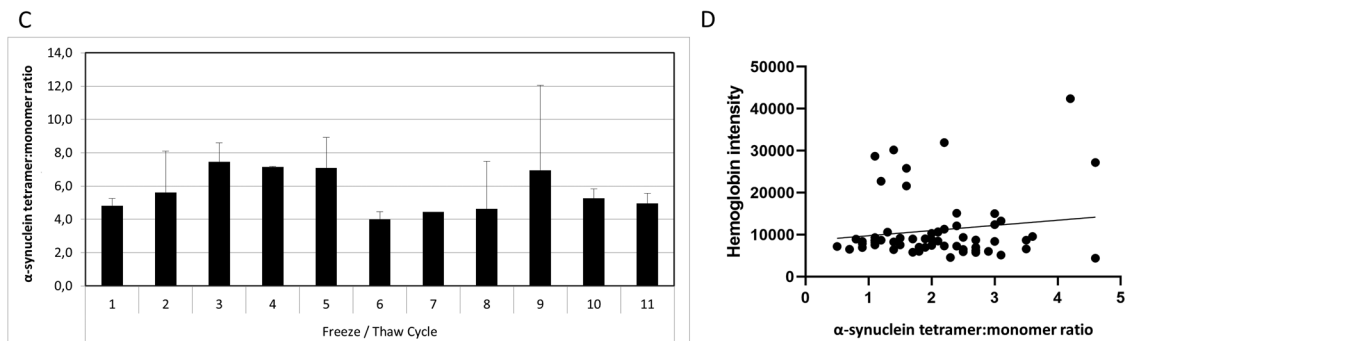 C
α-synuclein tetramer:monomer ratio
14,0
12,0
10,0
8,0
6,0
4,0
2,0
0,0
1 2 3 4 5 6 7 8 9 10 11
Freeze / Thaw Cycle
D
Hemoglobin intensity
50000
40000
30000
20000
10000
0
0 1 2 3 4 5
α-synuclein tetramer:monomer ratio